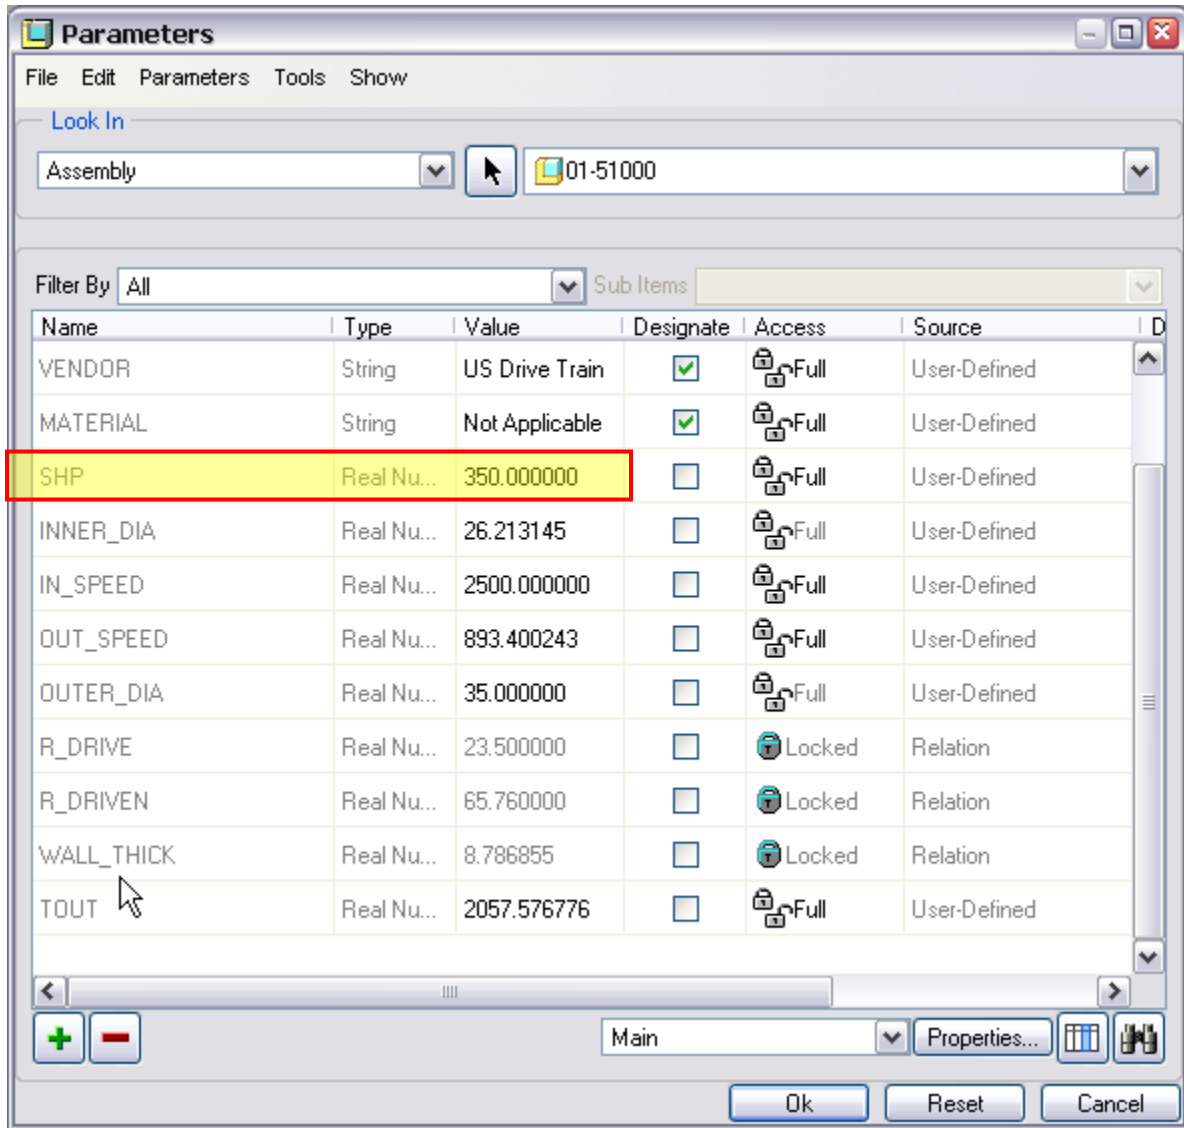 Parameters
File Edit Parameters Tools Show
Look In
Assembly 01-51000
Filter By All Sub Items
Name Type Value Designate Access Source D
VENDOR String US Drive Train Full User-Defined
MATERIAL String Not Applicable Full User-Defined
SHP Real Nu... 350.000000 Full User-Defined
INNER_DIA Real Nu... 26.213145 Full User-Defined
IN_SPEED Real Nu... 2500.000000 Full User-Defined
OUT_SPEED Real Nu... 893.400243 Full User-Defined
OUTER_DIA Real Nu... 35.000000 Full User-Defined
R_DRIVE Real Nu... 23.500000 Locked Relation
R_DRIVEN Real Nu... 65.760000 Locked Relation
WALL_THICK Real Nu... 8.786855 Locked Relation
TOUT Real Nu... 2057.576776 Full User-Defined
Main Properties...
Ok Reset Cancel